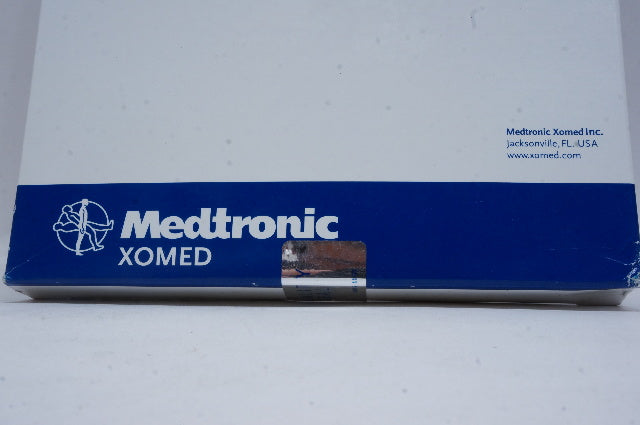 Medtronic Xomed Inc.
Jacksonville, FL. USA
www.xomed.com
Medtronic
XOMED